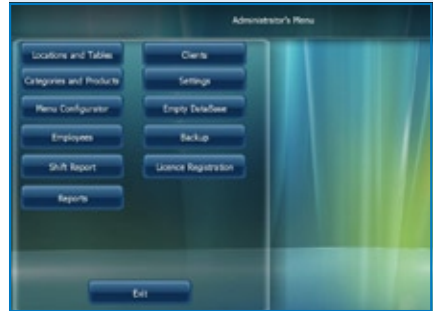 Administrator's Menu
Locations and Tables
Clients
Categories and Products
Settings
Menu Configurator
Empty DataBase
Employees
Backup
Shift Report
Licence Registration
Reports
Exit